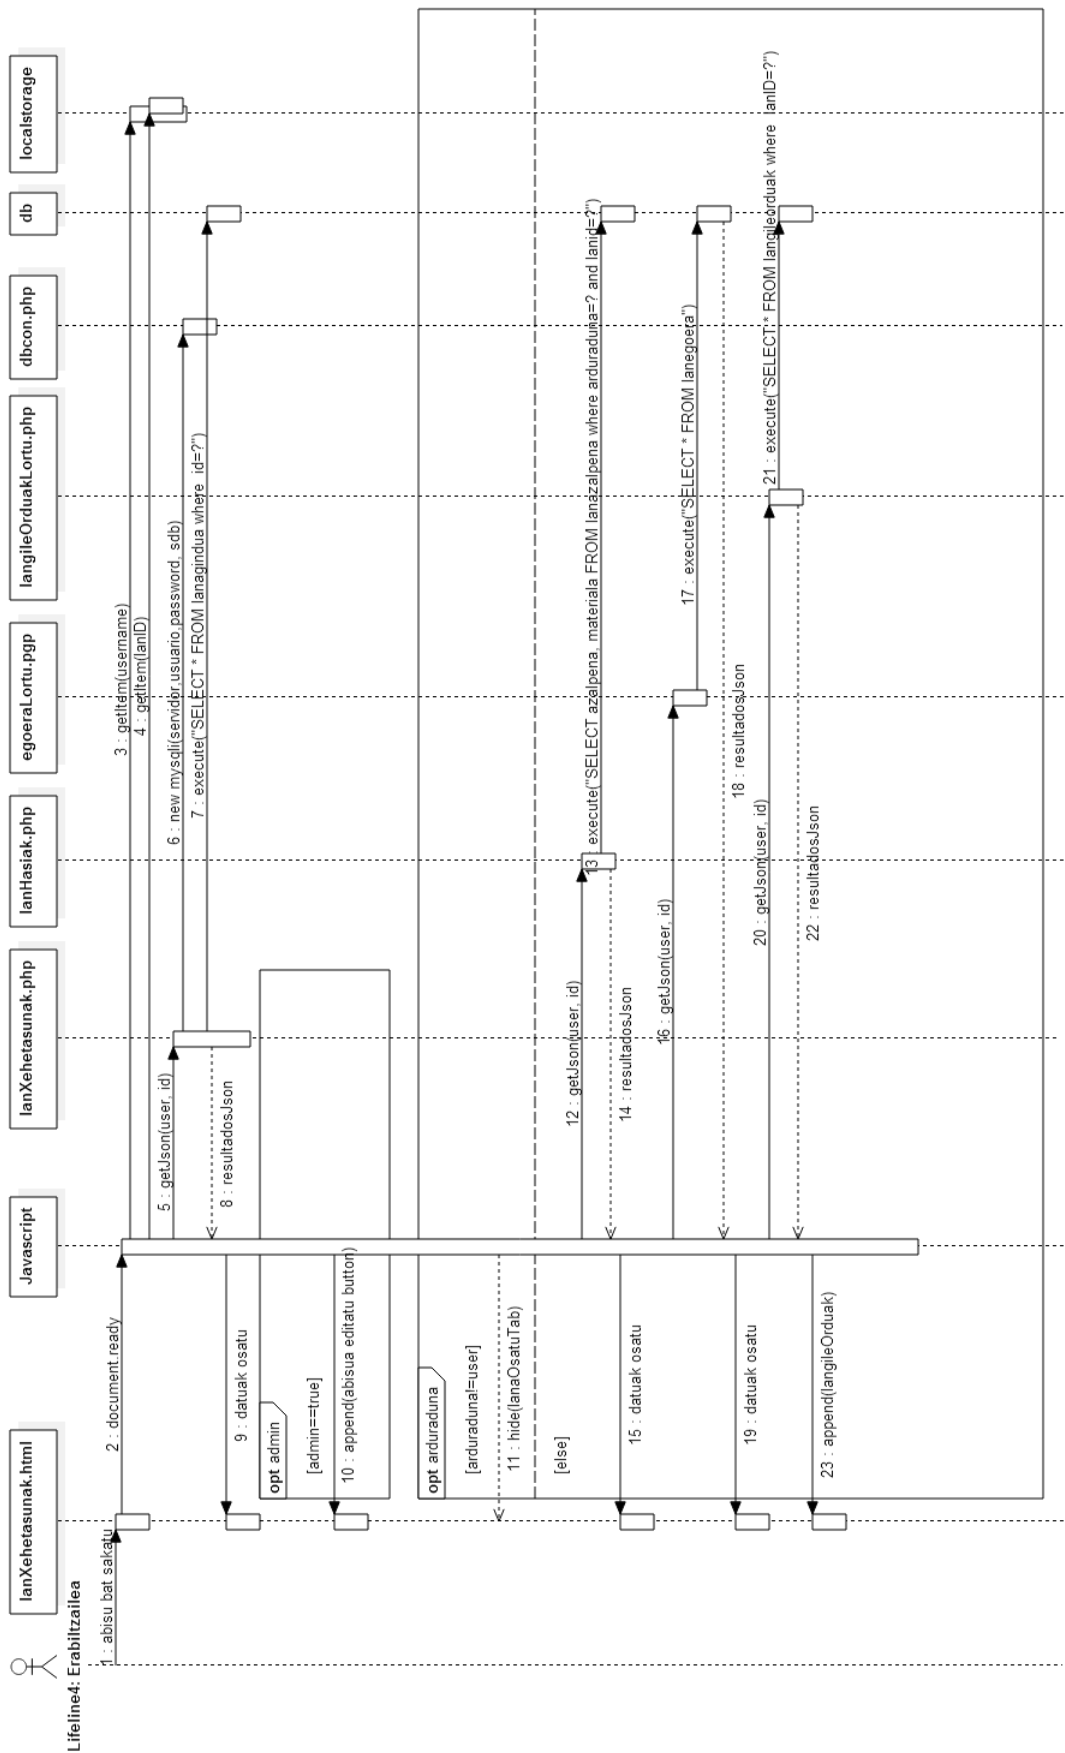 Lifeline4: Erabiltzailea
lanXehetasunak.html
Javascript
lanXehetasunak.php
lanHasiak.php
egoeraLortu.pgp
langileOrduakLortu.php
dbcon.php
db
localstorage
1 : abisu bat sakatu
2 : document.ready
3 : getItem(username)
4 : getItem(lanID)
5 : getJson(user, id)
6 : new mysqli(servidor,usuario,password, sdb)
7 : execute("SELECT * FROM lanagindua where  id=?")
8 : resultadosJson
9 : datuak osatu
opt admin
[admin==true]
10 : append(abisua editatu button)
opt arduraduna
[arduraduna!=user]
11 : hide(lanaOsatuTab)
[else]
12 : getJson(user, id)
13 : execute("SELECT azalpena, materiala FROM lanazalpena where arduraduna=? and lanid=?")
14 : resultadosJson
15 : datuak osatu
16 : getJson(user, id)
17 : execute("SELECT * FROM lanegoera")
18 : resultadosJson
19 : datuak osatu
20 : getJson(user, id)
21 : execute("SELECT * FROM langileorduak where  lanID=?")
22 : resultadosJson
23 : append(langileOrduak)